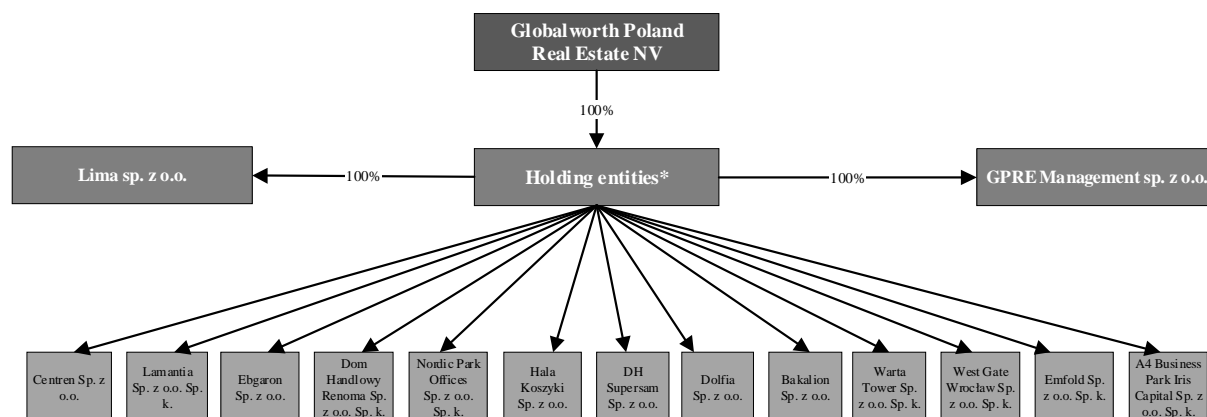 Globalworth Poland
Real Estate NV
100%
Lima sp. z o.o.
100%
Holding entities*
100%
GPRE Management sp. z o.o.
Centren Sp. z
o.o.
Lamantia
Sp. z o.o. Sp.
k.
Ebgaron
Sp. z o.o.
Dom
Handlowy
Renoma Sp.
z o.o. Sp. k.
Nordic Park
Offices
Sp. z o.o.
Sp. k.
Hala
Koszyki
Sp. z o.o.
DH
Supersam
Sp. z o.o.
Dolfia
Sp. z o.o.
Bakalion
Sp. z o.o.
Warta
Tower Sp.
z o.o. Sp. k.
West Gate
Wrocław Sp.
z o.o. Sp. k.
Emfold Sp.
z o.o. Sp. k.
A4 Business
Park Iris
Capital Sp. z
o.o. Sp. k.